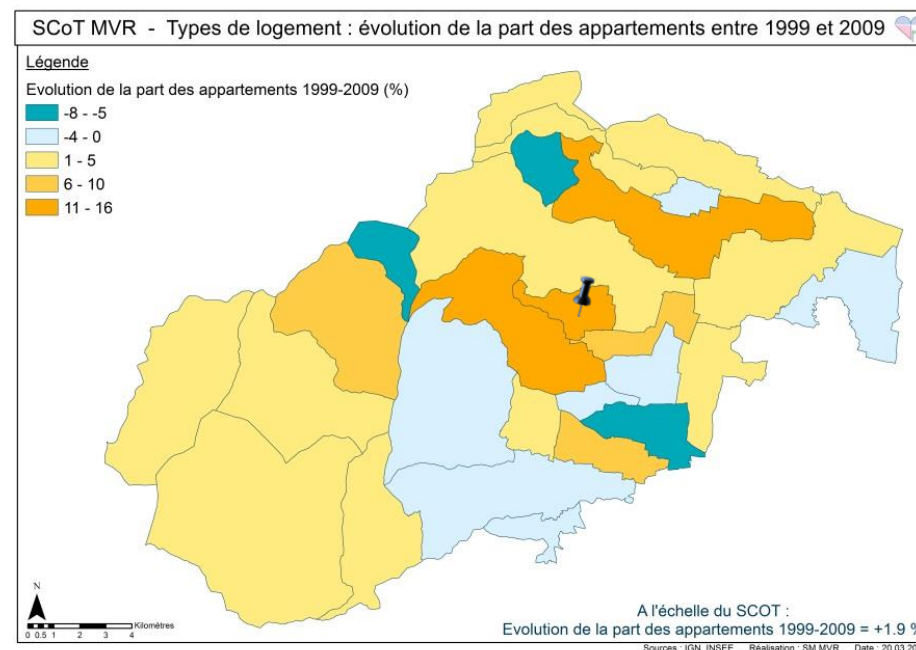 SCoT MVR - Types de logement : évolution de la part des appartements entre 1999 et 2009
Légende
Evolution de la part des appartements 1999-2009 (%)
-8 - -5
-4 - 0
1 - 5
6 - 10
11 - 16
N
0 0.5 1 2 3 4 Kilomètres
A l'échelle du SCOT :
Evolution de la part des appartements 1999-2009 = +1.9 %
Sources : IGN, INSEE Réalisation : SM MVR Date : 20.03.20